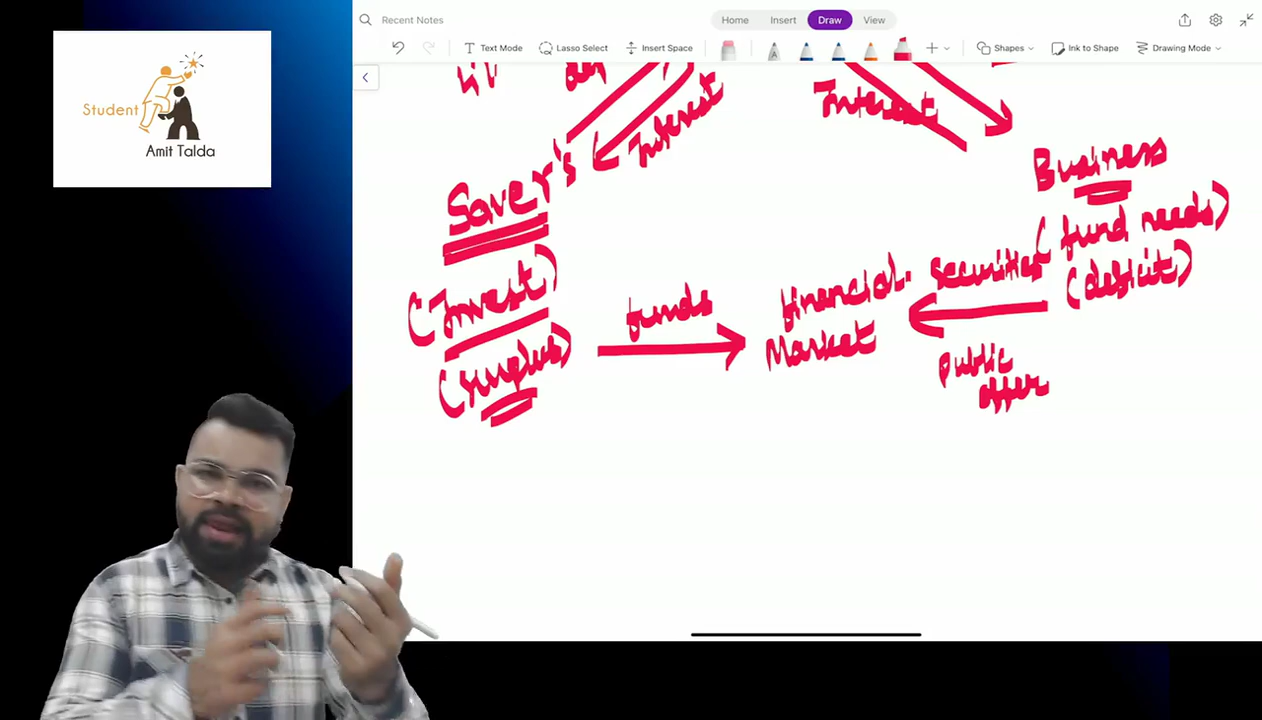 Recent Notes
Home Insert Draw View
Text Mode Lasso Select Insert Space Shapes Ink to Shape Drawing Mode
Student
Amit Talda
Interest
Interest
Saver's
(Invest)
(surplus)
funds
financial
Market
securities
public
offer
Business
(fund needs)
(deficit)